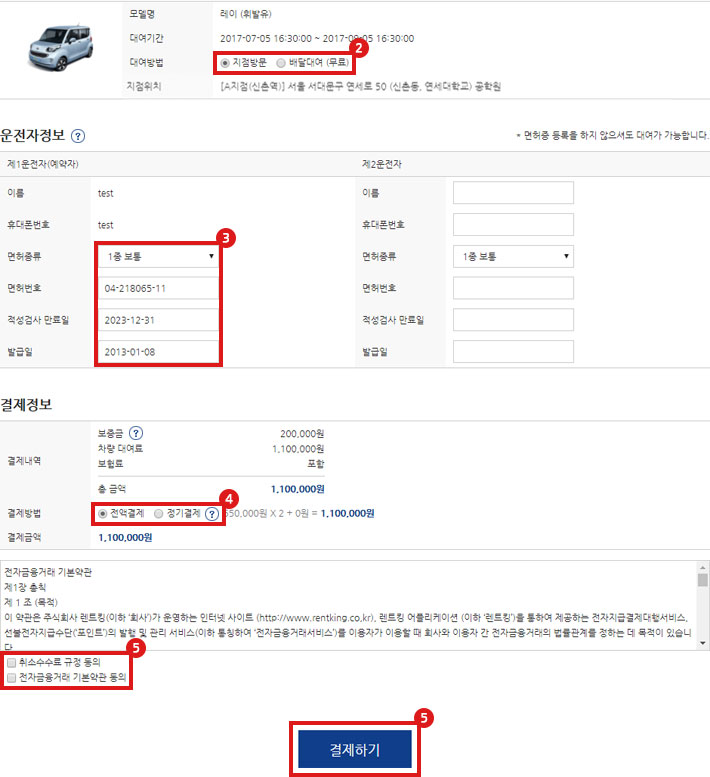 모델명 레이 (휘발유)
대여기간 2017-07-05 16:30:00 ~ 2017-09-05 16:30:00
2
대여방법 지점방문 배달대여 (무료)
지점위치 [A지점(신촌역)] 서울 서대문구 연세로 50 (신촌동, 연세대학교) 공학원
운전자정보 ? * 면허증 등록을 하지 않으셔도 대여가 가능합니다.
제1운전자(예약자) 제2운전자
이름 test 이름
휴대폰번호 test 휴대폰번호
3
면허종류 1종 보통 면허종류 1종 보통
면허번호 04-218065-11 면허번호
적성검사 만료일 2023-12-31 적성검사 만료일
발급일 2013-01-08 발급일
결제정보
결제내역 보증금 ? 200,000원
차량 대여료 1,100,000원
보험료 포함
총 금액 1,100,000원
4
결제방법 전액결제 정기결제 ? 550,000원 X 2 + 0원 = 1,100,000원
결제금액 1,100,000원
전자금융거래 기본약관
제1장 총칙
제 1 조 (목적)
이 약관은 주식회사 렌트킹(이하 '회사')가 운영하는 인터넷 사이트 (http://www.rentking.co.kr), 렌트킹 어플리케이션 (이하 '렌트킹')를 통하여 제공하는 전자지급결제대행서비스,
선불전자지급수단('포인트')의 발행 및 관리 서비스(이하 통칭하여 '전자금융거래서비스')를 이용자가 이용할 때 회사와 이용자 간 전자금융거래의 법률관계를 정하는 데 목적이 있습니
다
5
취소수수료 규정 동의
전자금융거래 기본약관 동의
5
결제하기